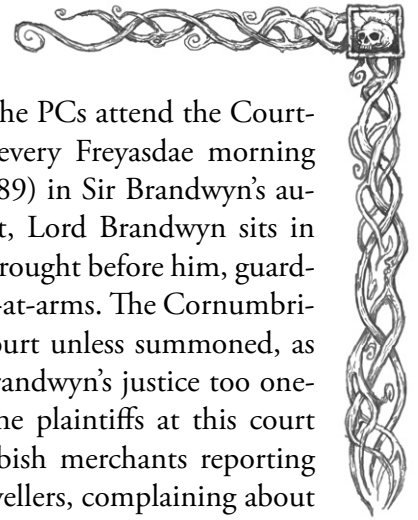 he PCs attend the Court-
every Freyasdae morning
89) in Sir Brandwyn's au-
t, Lord Brandwyn sits in
rought before him, guard-
-at-arms. The Cornumbri-
ourt unless summoned, as
randwyn's justice too one-
ne plaintiffs at this court
bish merchants reporting
vellers, complaining about